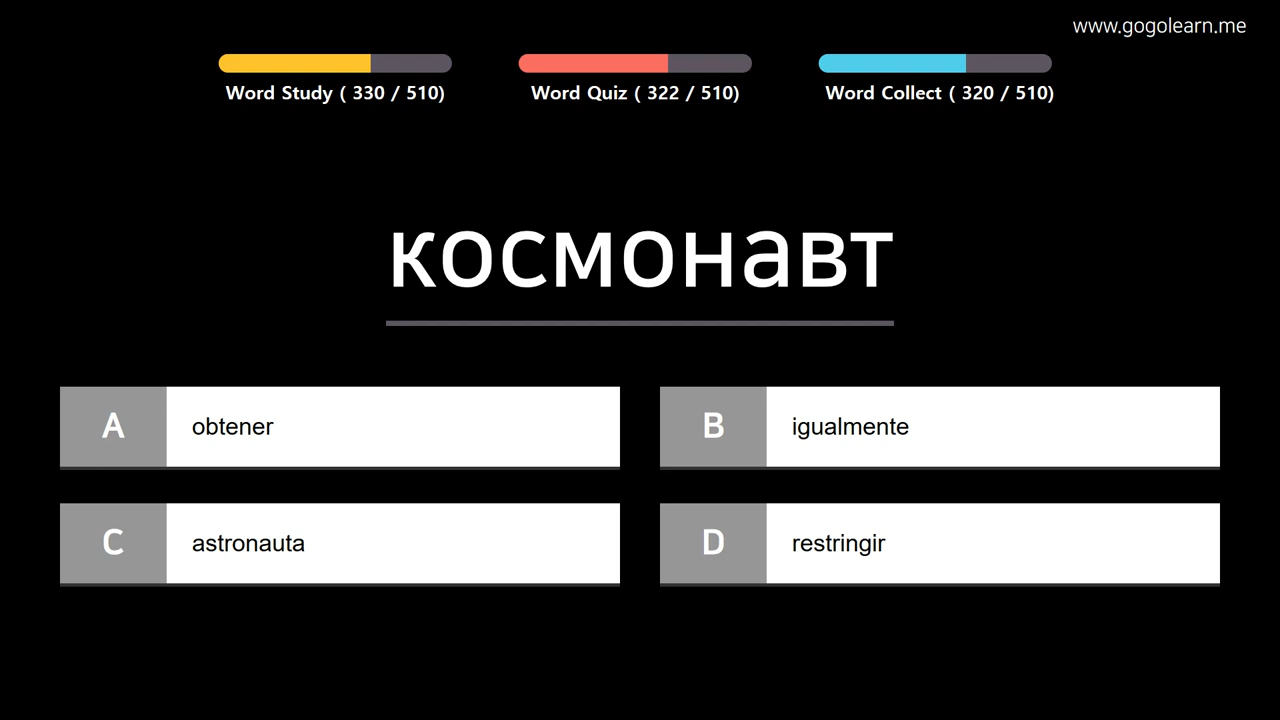 www.gogolearn.me
Word Study ( 330 / 510)
Word Quiz ( 322 / 510)
Word Collect ( 320 / 510)
космонавт
A obtener
B igualmente
C astronauta
D restringir